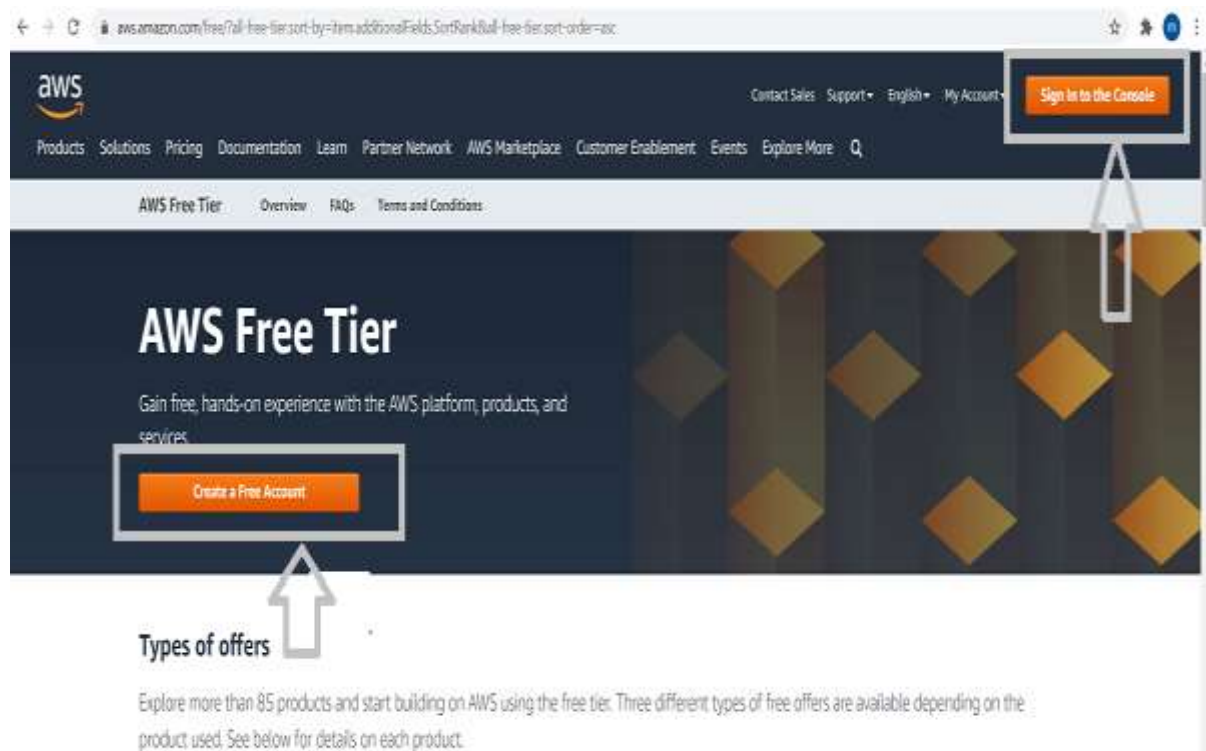 aws.amazon.com/free/?all-free-tier.sort-by=item.additionalFields.SortRank&all-free-tier.sort-order=asc
aws
Contact Sales Support English My Account Sign In to the Console
Products Solutions Pricing Documentation Learn Partner Network AWS Marketplace Customer Enablement Events Explore More
AWS Free Tier Overview FAQs Terms and Conditions
AWS Free Tier
Gain free, hands-on experience with the AWS platform, products, and
services.
Create a Free Account
Types of offers
Explore more than 85 products and start building on AWS using the free tier. Three different types of free offers are available depending on the
product used. See below for details on each product.